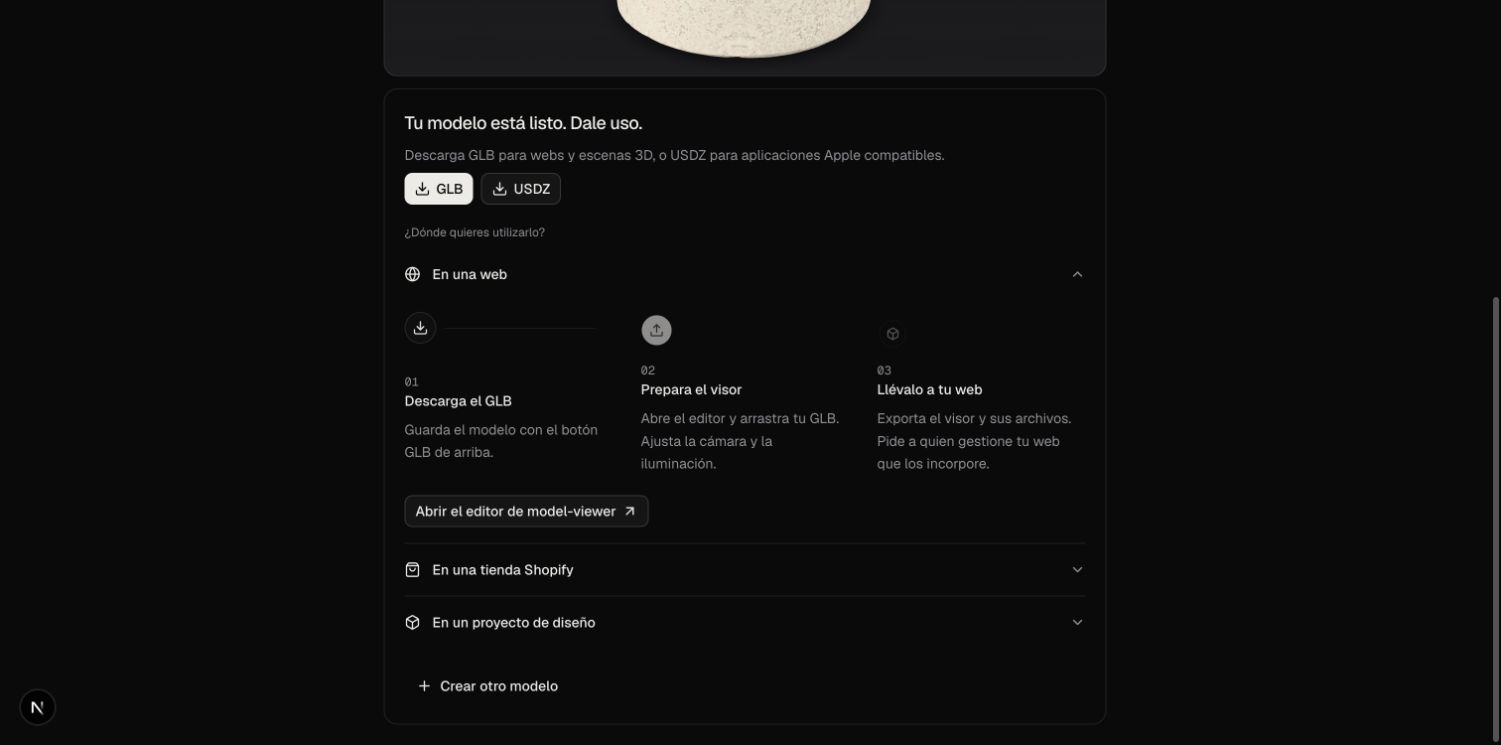 Tu modelo está listo. Dale uso.
Descarga GLB para webs y escenas 3D, o USDZ para aplicaciones Apple compatibles.
GLB
USDZ
¿Dónde quieres utilizarlo?
En una web
01
Descarga el GLB
Guarda el modelo con el botón
GLB de arriba.
02
Prepara el visor
Abre el editor y arrastra tu GLB.
Ajusta la cámara y la
iluminación.
03
Llévalo a tu web
Exporta el visor y sus archivos.
Pide a quien gestione tu web
que los incorpore.
Abrir el editor de model-viewer
En una tienda Shopify
En un proyecto de diseño
Crear otro modelo
N